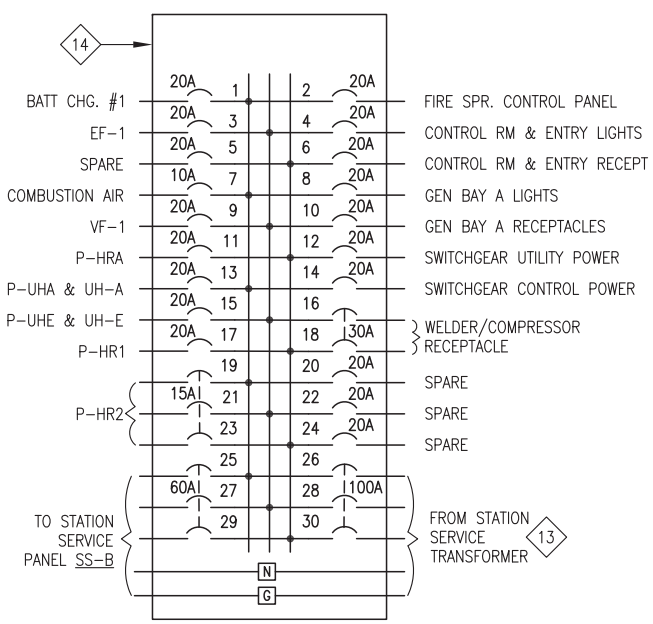 14
20A 1 2 20A
BATT CHG. #1 FIRE SPR. CONTROL PANEL
20A 3 4 20A
EF-1 CONTROL RM & ENTRY LIGHTS
20A 5 6 20A
SPARE CONTROL RM & ENTRY RECEPT
10A 7 8 20A
COMBUSTION AIR GEN BAY A LIGHTS
20A 9 10 20A
VF-1 GEN BAY A RECEPTACLES
20A 11 12 20A
P-HRA SWITCHGEAR UTILITY POWER
20A 13 14 20A
P-UHA & UH-A SWITCHGEAR CONTROL POWER
20A 15 16
P-UHE & UH-E
20A 17 18 30A
WELDER/COMPRESSOR
RECEPTACLE
P-HR1
19 20 20A
SPARE
15A 21 22 20A
P-HR2 SPARE
23 24 20A
SPARE
25 26
60A 27 28 100A
29 30
TO STATION
SERVICE
PANEL SS-B
FROM STATION
SERVICE
TRANSFORMER
13
N
G